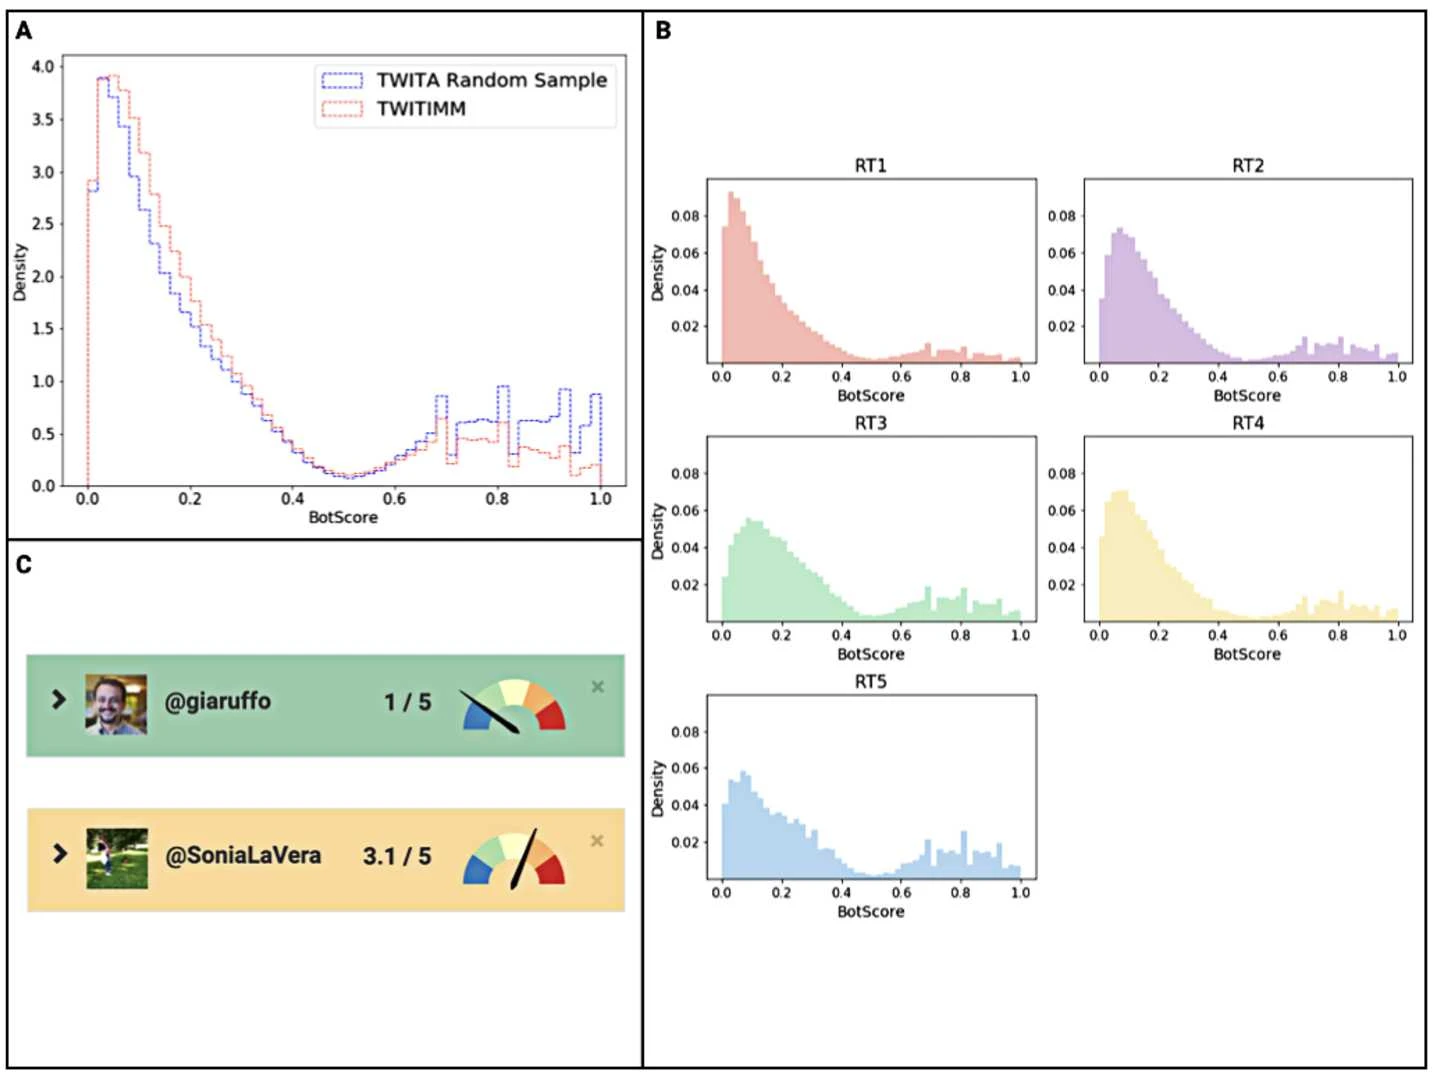 A
4.0
3.5
3.0
2.5
2.0
1.5
1.0
0.5
0.0
Density
TWITA Random Sample
TWITIMM
0.0 0.2 0.4 0.6 0.8 1.0
BotScore
B
RT1
0.08
0.06
0.04
0.02
Density
0.0 0.2 0.4 0.6 0.8 1.0
BotScore
RT2
0.08
0.06
0.04
0.02
0.0 0.2 0.4 0.6 0.8 1.0
BotScore
RT3
0.08
0.06
0.04
0.02
Density
0.0 0.2 0.4 0.6 0.8 1.0
BotScore
RT4
0.08
0.06
0.04
0.02
0.0 0.2 0.4 0.6 0.8 1.0
BotScore
RT5
0.08
0.06
0.04
0.02
Density
0.0 0.2 0.4 0.6 0.8 1.0
BotScore
C
@giaruffo 1 / 5 ×
@SoniaLaVera 3.1 / 5 ×